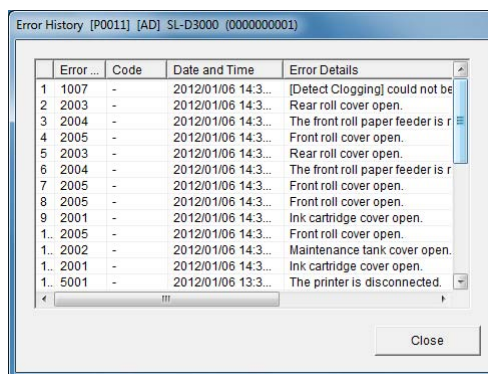 Error History [P0011] [AD] SL-D3000 (0000000001)
Error ... Code Date and Time Error Details
1 1007 - 2012/01/06 14:3... [Detect Clogging] could not be
2 2003 - 2012/01/06 14:3... Rear roll cover open.
3 2004 - 2012/01/06 14:3... The front roll paper feeder is r
4 2005 - 2012/01/06 14:3... Front roll cover open.
5 2003 - 2012/01/06 14:3... Rear roll cover open.
6 2004 - 2012/01/06 14:3... The front roll paper feeder is r
7 2005 - 2012/01/06 14:3... Front roll cover open.
8 2005 - 2012/01/06 14:3... Front roll cover open.
9 2001 - 2012/01/06 14:3... Ink cartridge cover open.
1.. 2005 - 2012/01/06 14:3... Front roll cover open.
1.. 2002 - 2012/01/06 14:3... Maintenance tank cover open.
1.. 2001 - 2012/01/06 14:3... Ink cartridge cover open.
1.. 5001 - 2012/01/06 13:3... The printer is disconnected.
Close